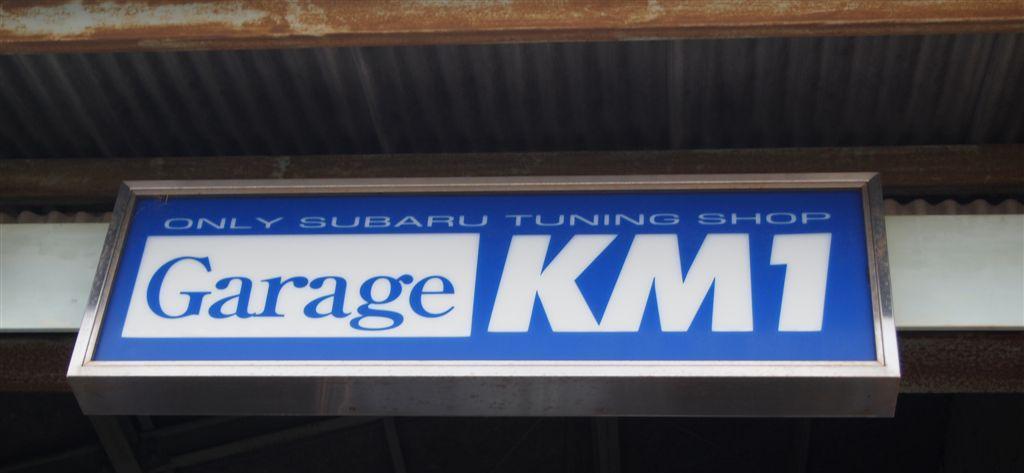 ONLY SUBARU TUNING SHOP
Garage KM1